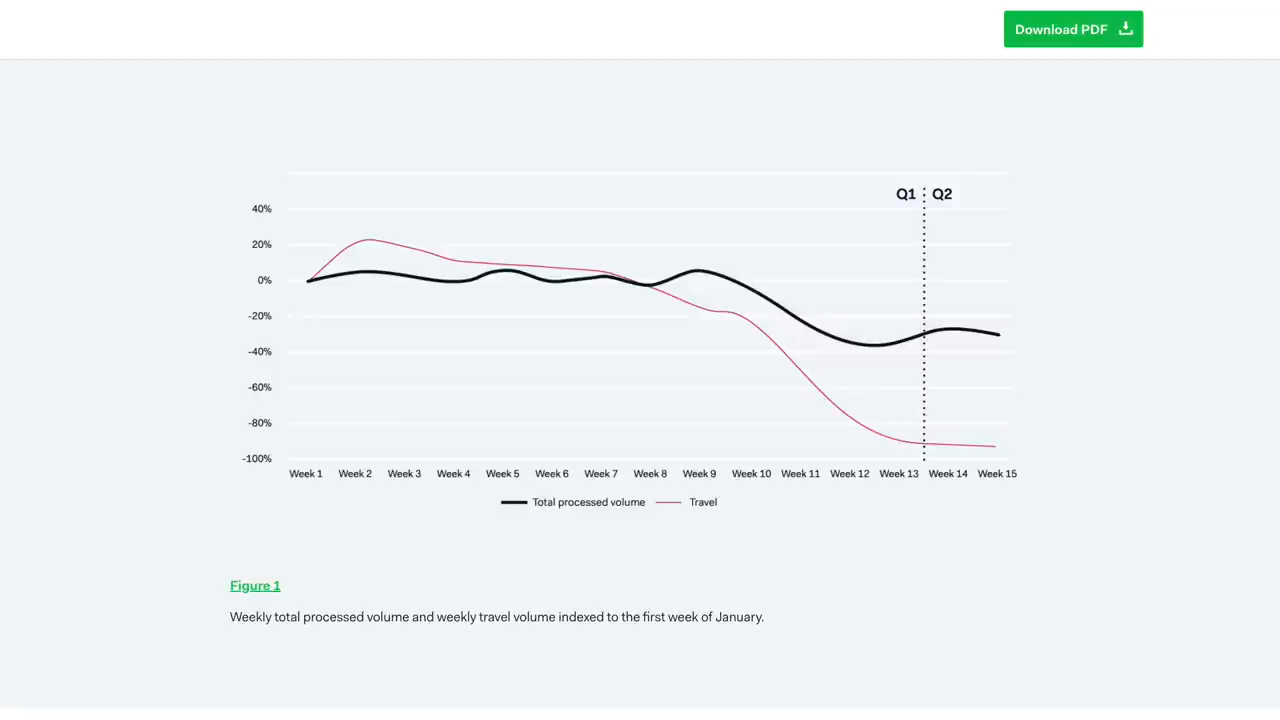 Download PDF
Q1 Q2
40%
20%
0%
-20%
-40%
-60%
-80%
-100%
Week 1 Week 2 Week 3 Week 4 Week 5 Week 6 Week 7 Week 8 Week 9 Week 10 Week 11 Week 12 Week 13 Week 14 Week 15
Total processed volume Travel
Figure 1
Weekly total processed volume and weekly travel volume indexed to the first week of January.